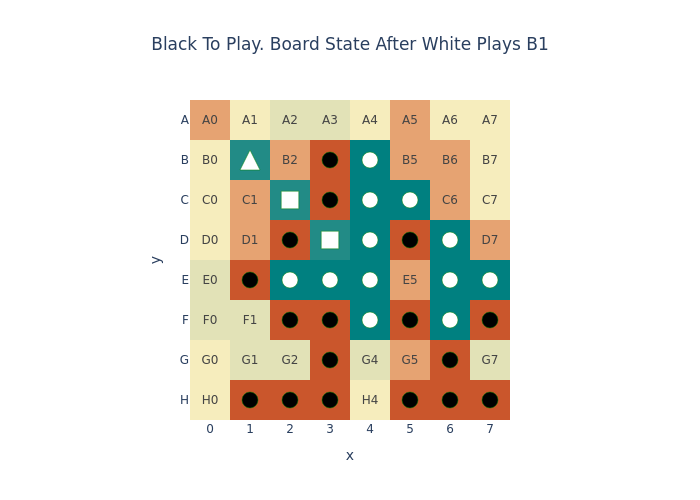 Black To Play. Board State After White Plays B1
A A0 A1 A2 A3 A4 A5 A6 A7
B B0 B2 B5 B6 B7
C C0 C1 C6 C7
D D0 D1 D7
E E0 E5
F F0 F1
G G0 G1 G2 G4 G5 G7
H H0 H4
0 1 2 3 4 5 6 7
y
x